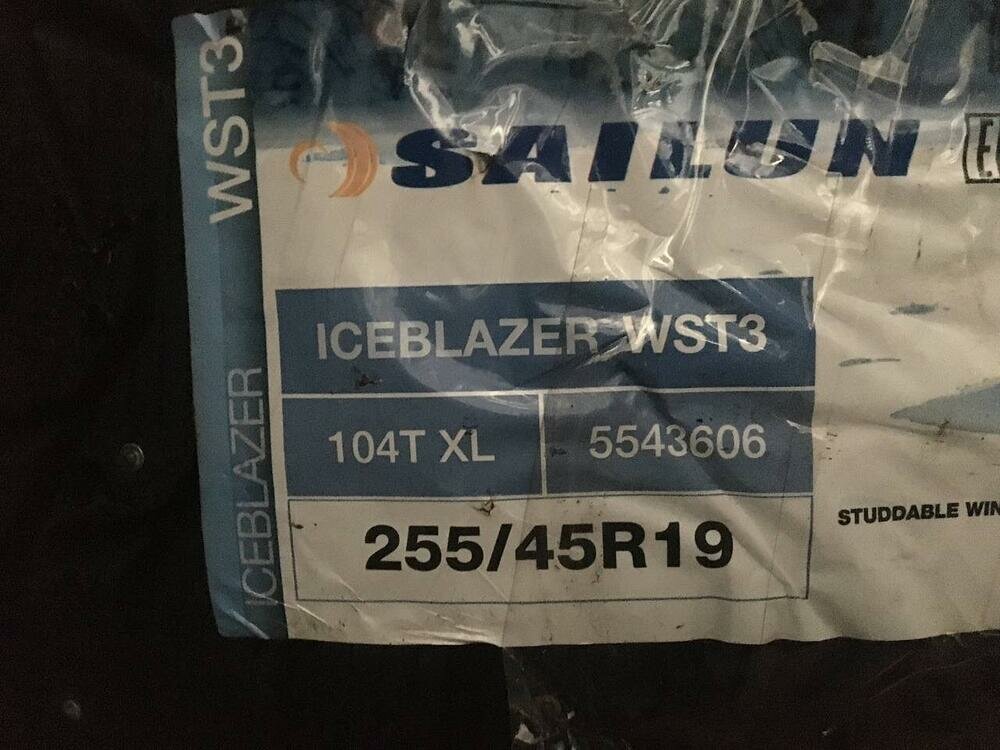 WST3
ICEBLAZER
SAILUN
ICEBLAZER WST3
104T XL
5543606
255/45R19
STUDDABLE